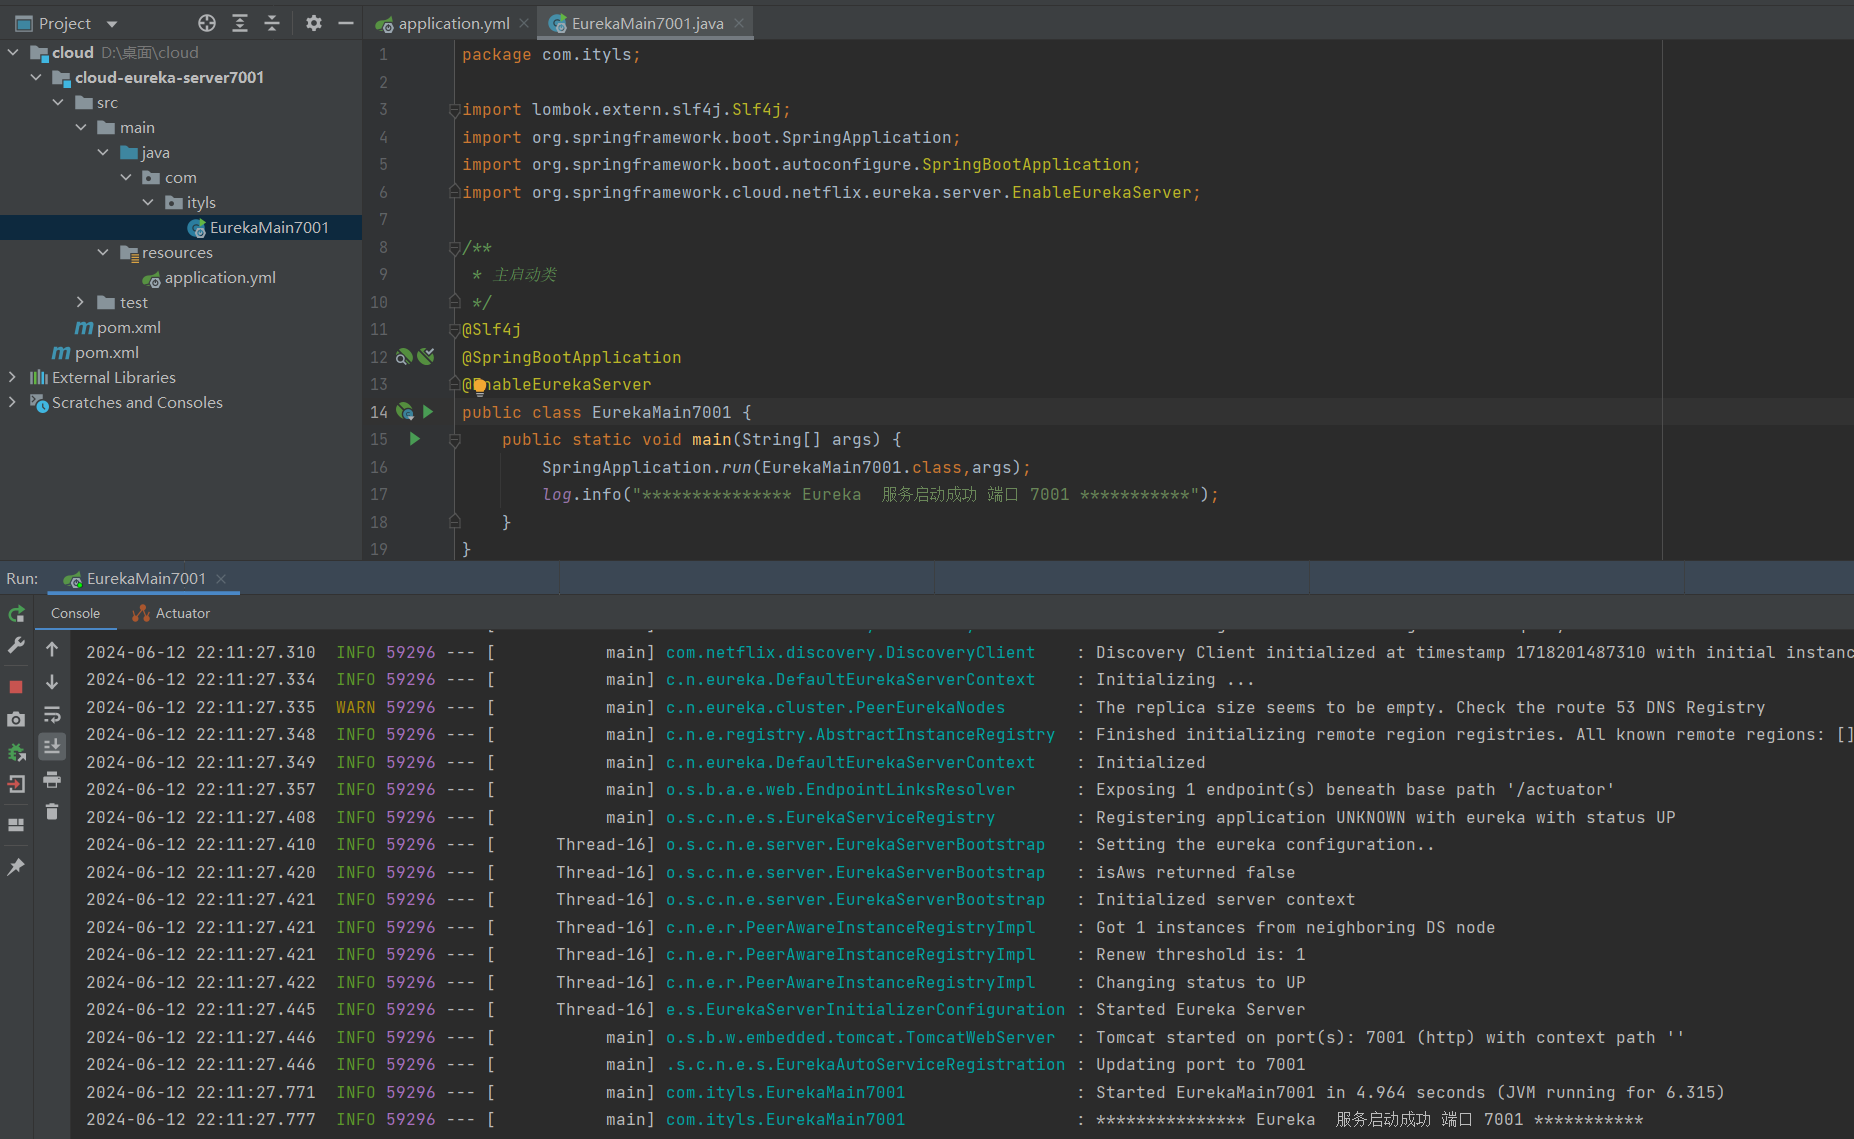 Project
application.yml
EurekaMain7001.java
cloud D:\桌面\cloud
cloud-eureka-server7001
src
main
java
com
ityls
EurekaMain7001
resources
application.yml
test
pom.xml
pom.xml
External Libraries
Scratches and Consoles
1 package com.ityls;
2
3 import lombok.extern.slf4j.Slf4j;
4 import org.springframework.boot.SpringApplication;
5 import org.springframework.boot.autoconfigure.SpringBootApplication;
6 import org.springframework.cloud.netflix.eureka.server.EnableEurekaServer;
7
8 /**
9 * 主启动类
10 */
11 @Slf4j
12 @SpringBootApplication
13 @EnableEurekaServer
14 public class EurekaMain7001 {
15 public static void main(String[] args) {
16 SpringApplication.run(EurekaMain7001.class,args);
17 log.info("*************** Eureka  服务启动成功 端口 7001 ***********");
18 }
19 }
Run: EurekaMain7001
Console Actuator
2024-06-12 22:11:27.310  INFO 59296 --- [           main] com.netflix.discovery.DiscoveryClient    : Discovery Client initialized at timestamp 1718201487310 with initial instanc
2024-06-12 22:11:27.334  INFO 59296 --- [           main] c.n.eureka.DefaultEurekaServerContext    : Initializing ...
2024-06-12 22:11:27.335  WARN 59296 --- [           main] c.n.eureka.cluster.PeerEurekaNodes       : The replica size seems to be empty. Check the route 53 DNS Registry
2024-06-12 22:11:27.348  INFO 59296 --- [           main] c.n.e.registry.AbstractInstanceRegistry  : Finished initializing remote region registries. All known remote regions: []
2024-06-12 22:11:27.349  INFO 59296 --- [           main] c.n.eureka.DefaultEurekaServerContext    : Initialized
2024-06-12 22:11:27.357  INFO 59296 --- [           main] o.s.b.a.e.web.EndpointLinksResolver      : Exposing 1 endpoint(s) beneath base path '/actuator'
2024-06-12 22:11:27.408  INFO 59296 --- [           main] o.s.c.n.e.s.EurekaServiceRegistry        : Registering application UNKNOWN with eureka with status UP
2024-06-12 22:11:27.410  INFO 59296 --- [      Thread-16] o.s.c.n.e.server.EurekaServerBootstrap   : Setting the eureka configuration..
2024-06-12 22:11:27.420  INFO 59296 --- [      Thread-16] o.s.c.n.e.server.EurekaServerBootstrap   : isAws returned false
2024-06-12 22:11:27.421  INFO 59296 --- [      Thread-16] o.s.c.n.e.server.EurekaServerBootstrap   : Initialized server context
2024-06-12 22:11:27.421  INFO 59296 --- [      Thread-16] c.n.e.r.PeerAwareInstanceRegistryImpl    : Got 1 instances from neighboring DS node
2024-06-12 22:11:27.421  INFO 59296 --- [      Thread-16] c.n.e.r.PeerAwareInstanceRegistryImpl    : Renew threshold is: 1
2024-06-12 22:11:27.422  INFO 59296 --- [      Thread-16] c.n.e.r.PeerAwareInstanceRegistryImpl    : Changing status to UP
2024-06-12 22:11:27.445  INFO 59296 --- [      Thread-16] e.s.EurekaServerInitializerConfiguration : Started Eureka Server
2024-06-12 22:11:27.446  INFO 59296 --- [           main] o.s.b.w.embedded.tomcat.TomcatWebServer  : Tomcat started on port(s): 7001 (http) with context path ''
2024-06-12 22:11:27.446  INFO 59296 --- [           main] .s.c.n.e.s.EurekaAutoServiceRegistration : Updating port to 7001
2024-06-12 22:11:27.771  INFO 59296 --- [           main] com.ityls.EurekaMain7001                 : Started EurekaMain7001 in 4.964 seconds (JVM running for 6.315)
2024-06-12 22:11:27.777  INFO 59296 --- [           main] com.ityls.EurekaMain7001                 : *************** Eureka  服务启动成功 端口 7001 ***********